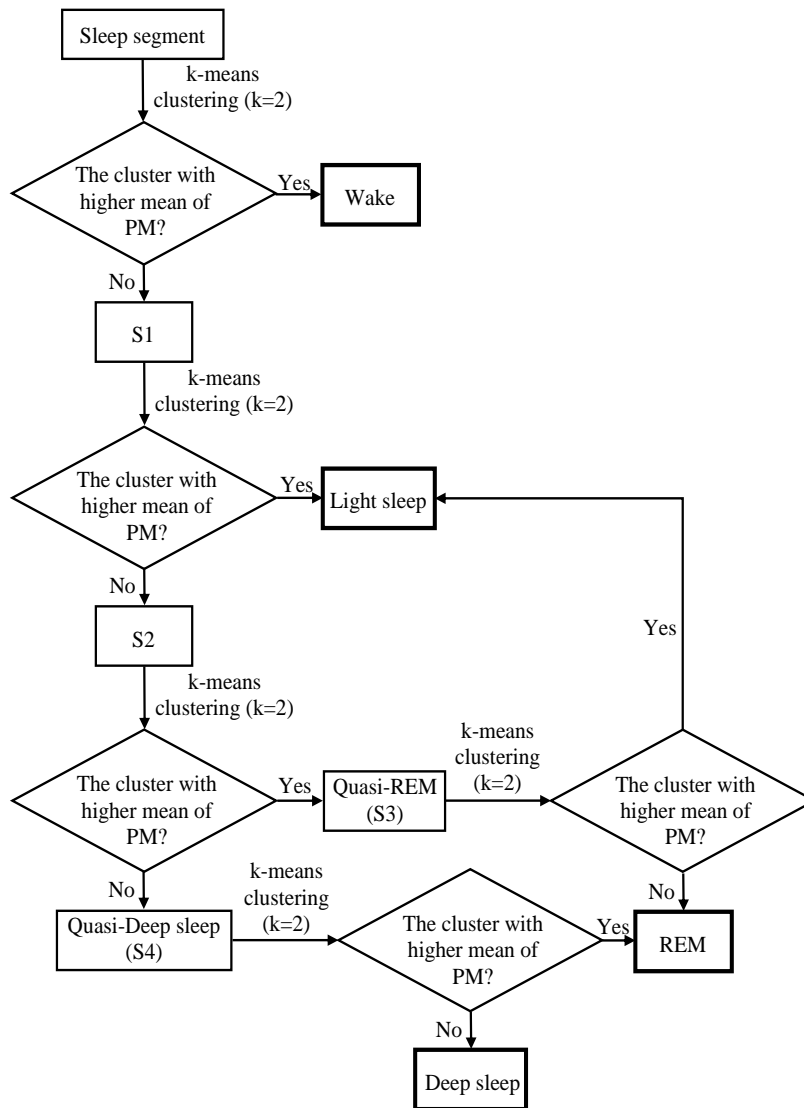 Sleep segment
k-means
clustering (k=2)
The cluster with
higher mean of
PM?
Yes
Wake
No
S1
k-means
clustering (k=2)
The cluster with
higher mean of
PM?
Yes
Light sleep
No
S2
Yes
k-means
clustering (k=2)
The cluster with
higher mean of
PM?
Yes
Quasi-REM
(S3)
k-means
clustering
(k=2)
The cluster with
higher mean of
PM?
No
Quasi-Deep sleep
(S4)
k-means
clustering
(k=2)
The cluster with
higher mean of
PM?
Yes
No
REM
No
Deep sleep